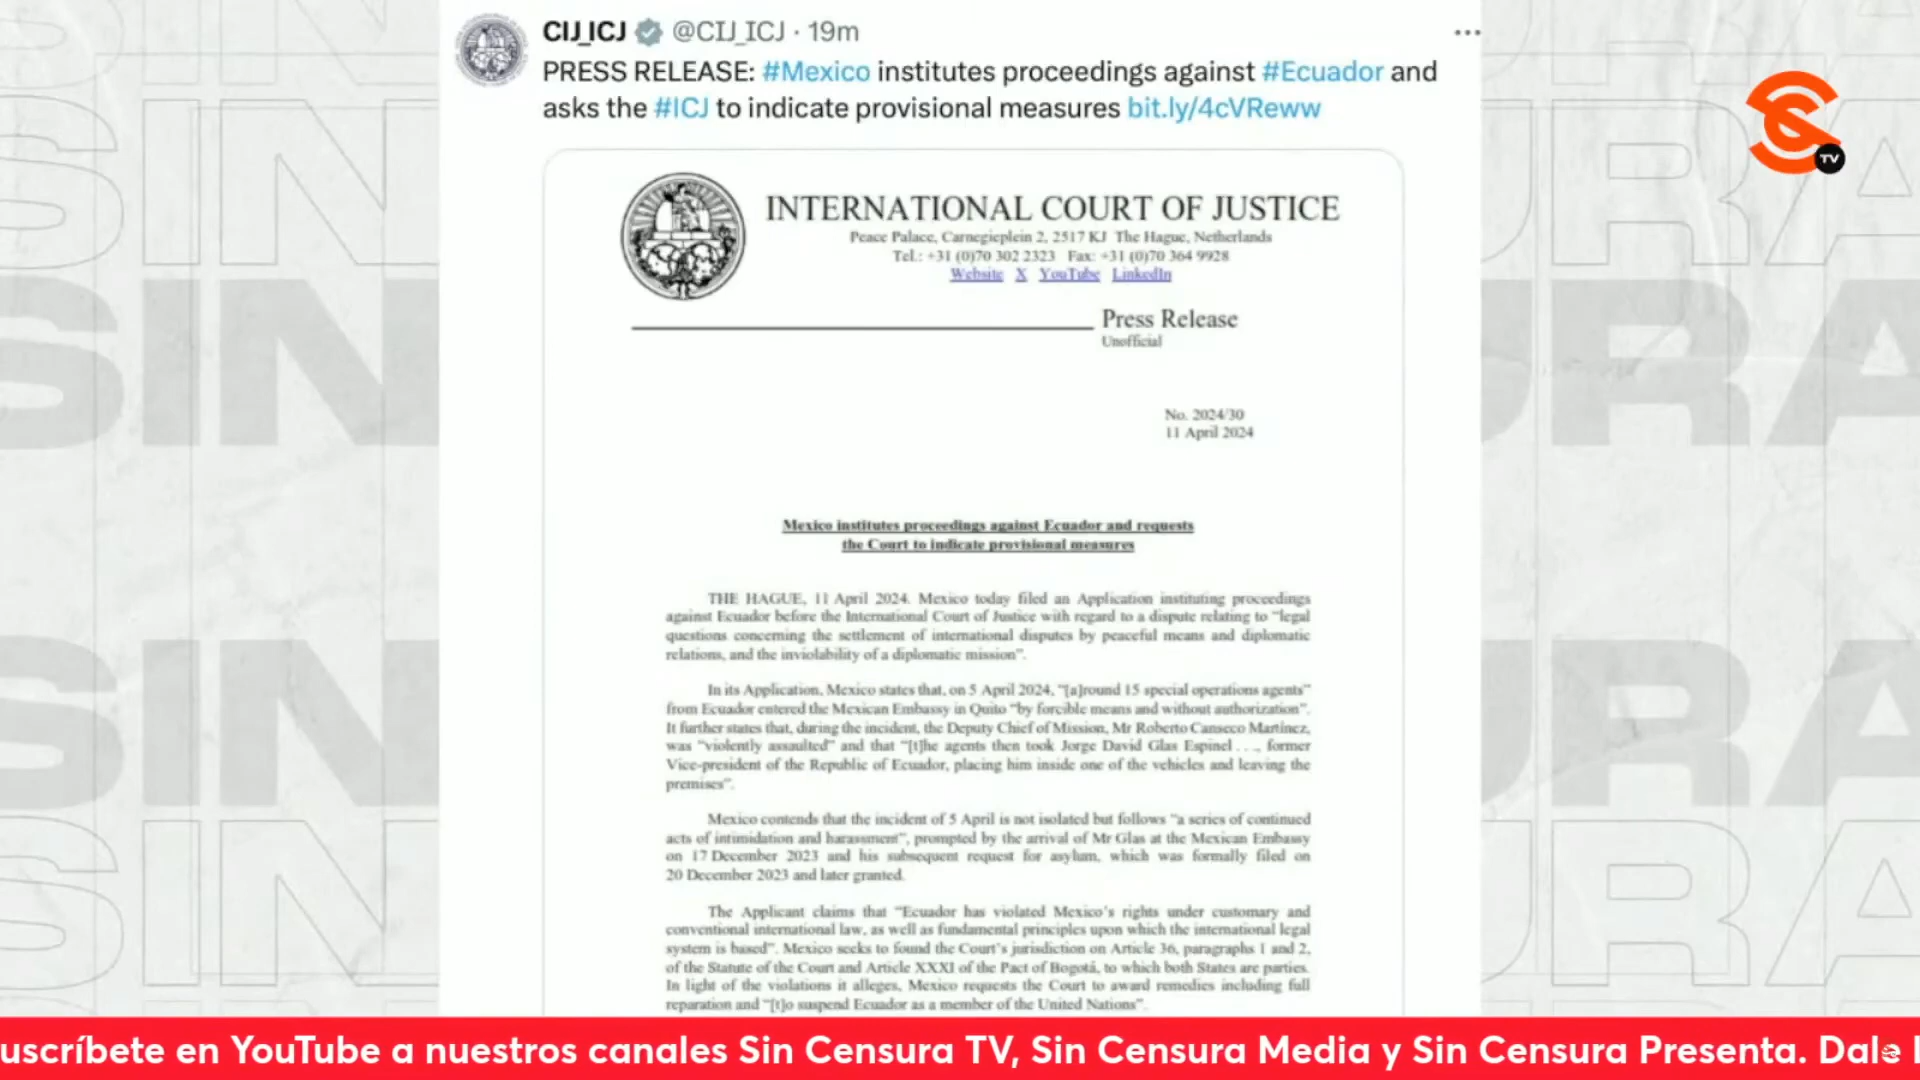 CIJ_ICJ @CIJ_ICJ · 19m
PRESS RELEASE: #Mexico institutes proceedings against #Ecuador and
asks the #ICJ to indicate provisional measures bit.ly/4cVReww
TV
INTERNATIONAL COURT OF JUSTICE
Peace Palace, Carnegieplein 2, 2517 KJ The Hague, Netherlands
Tel.: +31 (0)70 302 2323 Fax: +31 (0)70 364 9928
Website X YouTube LinkedIn
Press Release
Unofficial
No. 2024/30
11 April 2024
Mexico institutes proceedings against Ecuador and requests
the Court to indicate provisional measures
THE HAGUE, 11 April 2024. Mexico today filed an Application instituting proceedings
against Ecuador before the International Court of Justice with regard to a dispute relating to “legal
questions concerning the settlement of international disputes by peaceful means and diplomatic
relations, and the inviolability of a diplomatic mission”.
In its Application, Mexico states that, on 5 April 2024, “[a]round 15 special operations agents”
from Ecuador entered the Mexican Embassy in Quito “by forcible means and without authorization”.
It further states that, during the incident, the Deputy Chief of Mission, Mr Roberto Canseco Martínez,
was “violently assaulted” and that “[t]he agents then took Jorge David Glas Espinel . . ., former
Vice-president of the Republic of Ecuador, placing him inside one of the vehicles and leaving the
premises”.
Mexico contends that the incident of 5 April is not isolated but follows “a series of continued
acts of intimidation and harassment”, prompted by the arrival of Mr Glas at the Mexican Embassy
on 17 December 2023 and his subsequent request for asylum, which was formally filed on
20 December 2023 and later granted.
The Applicant claims that “Ecuador has violated Mexico’s rights under customary and
conventional international law, as well as fundamental principles upon which the international legal
system is based”. Mexico seeks to found the Court’s jurisdiction on Article 36, paragraphs 1 and 2,
of the Statute of the Court and Article XXXI of the Pact of Bogotá, to which both States are parties.
In light of the violations it alleges, Mexico requests the Court to award remedies including full
reparation and “[t]o suspend Ecuador as a member of the United Nations”.
SIN
SIN
SIN
SIN
URA
URA
URA
URA
uscríbete en YouTube a nuestros canales Sin Censura TV, Sin Censura Media y Sin Censura Presenta. Dale